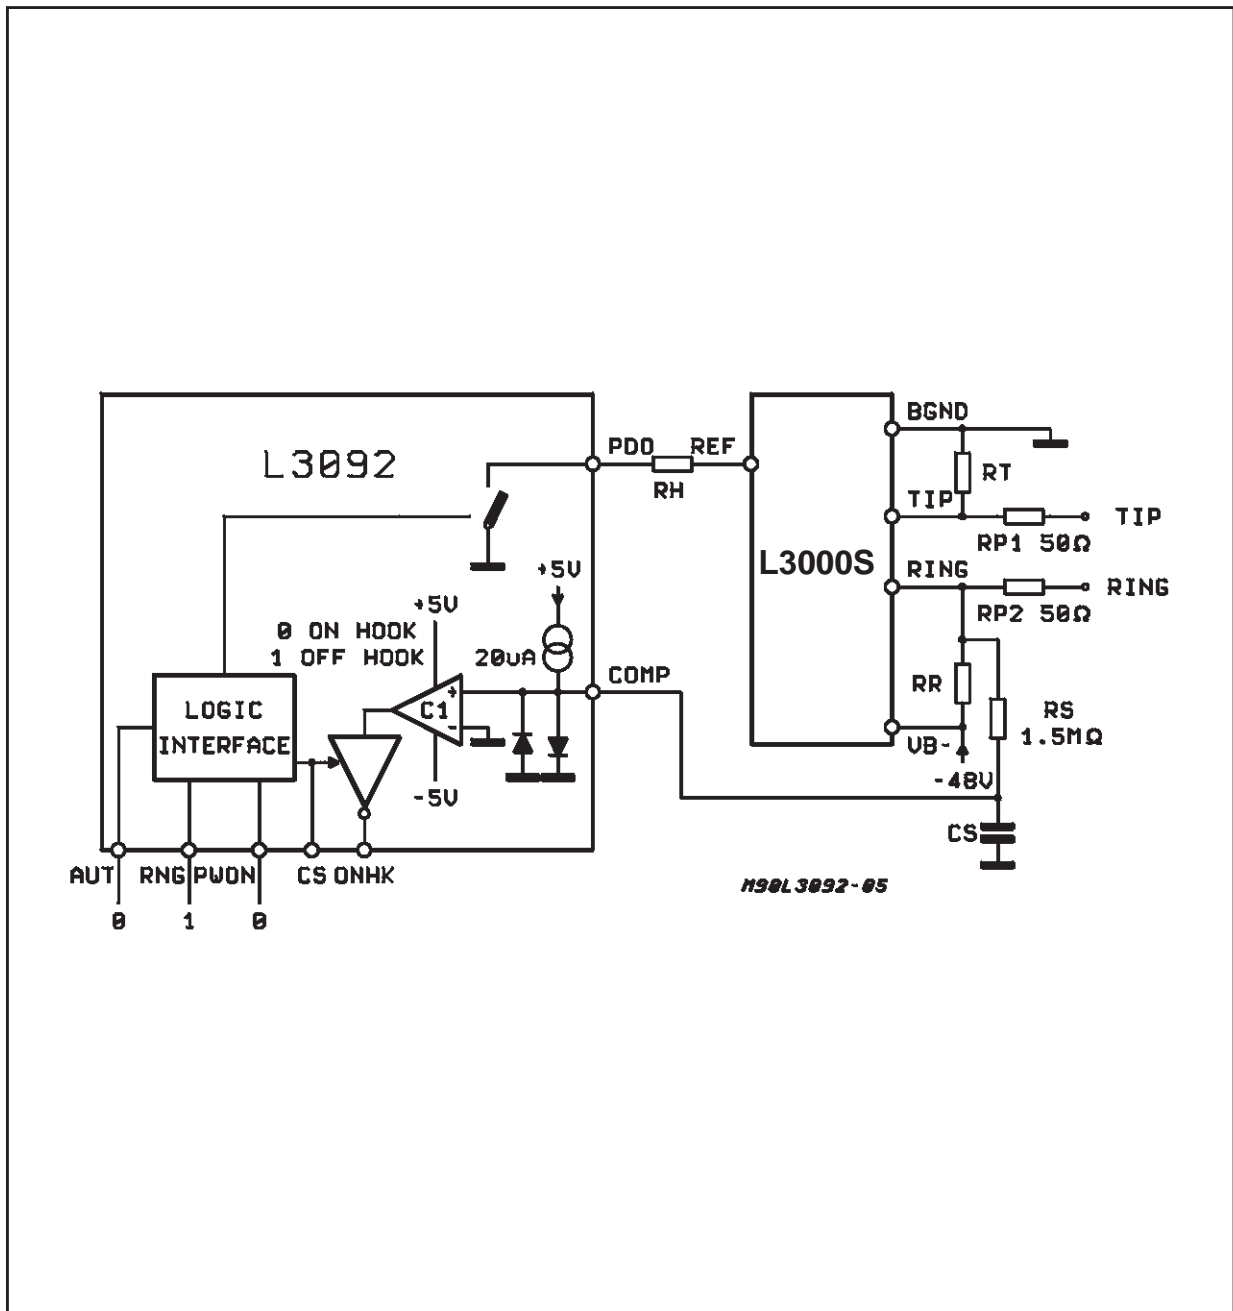 BGND
L3092
PDO
REF
RH
RT
TIP
TIP
RP1 50Ω
L3000S
+5V
RING
RING
+5V
RP2 50Ω
0 ON HOOK
1 OFF HOOK
20uA
COMP
LOGIC
INTERFACE
C1
+
-
RR
RS
1.5MΩ
VB-
-48V
-5V
CS
AUT
RNG
PWON
CS
ONHK
M90L3092-05
0
1
0